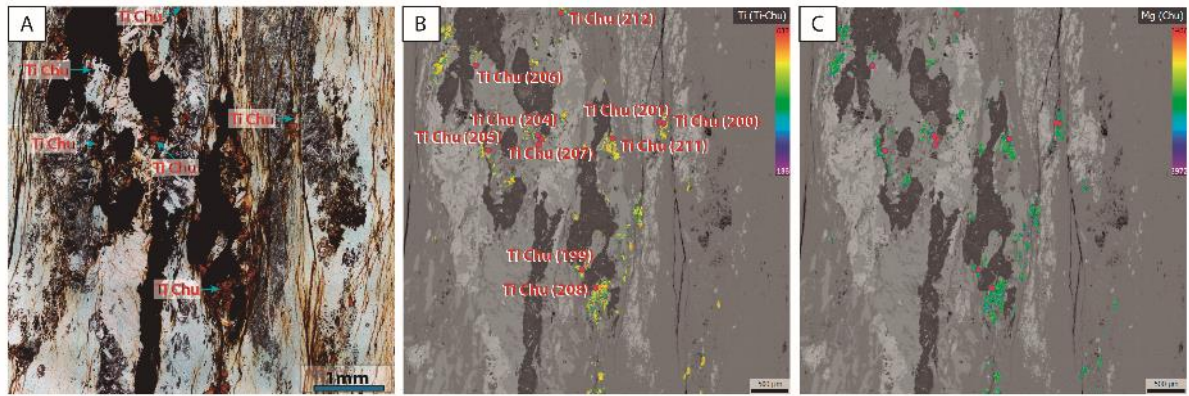 A
Ti Chu
Ti Chu
Ti Chu
Ti Chu
Ti Chu
Ti Chu
1mm
B
Ti (Ti-Chu)
Ti Chu (212)
Ti Chu (206)
Ti Chu (201)
Ti Chu (204)
Ti Chu (200)
Ti Chu (205)
Ti Chu (207)
Ti Chu (211)
Ti Chu (199)
Ti Chu (208)
500 µm
C
Mg (Chu)
500 µm